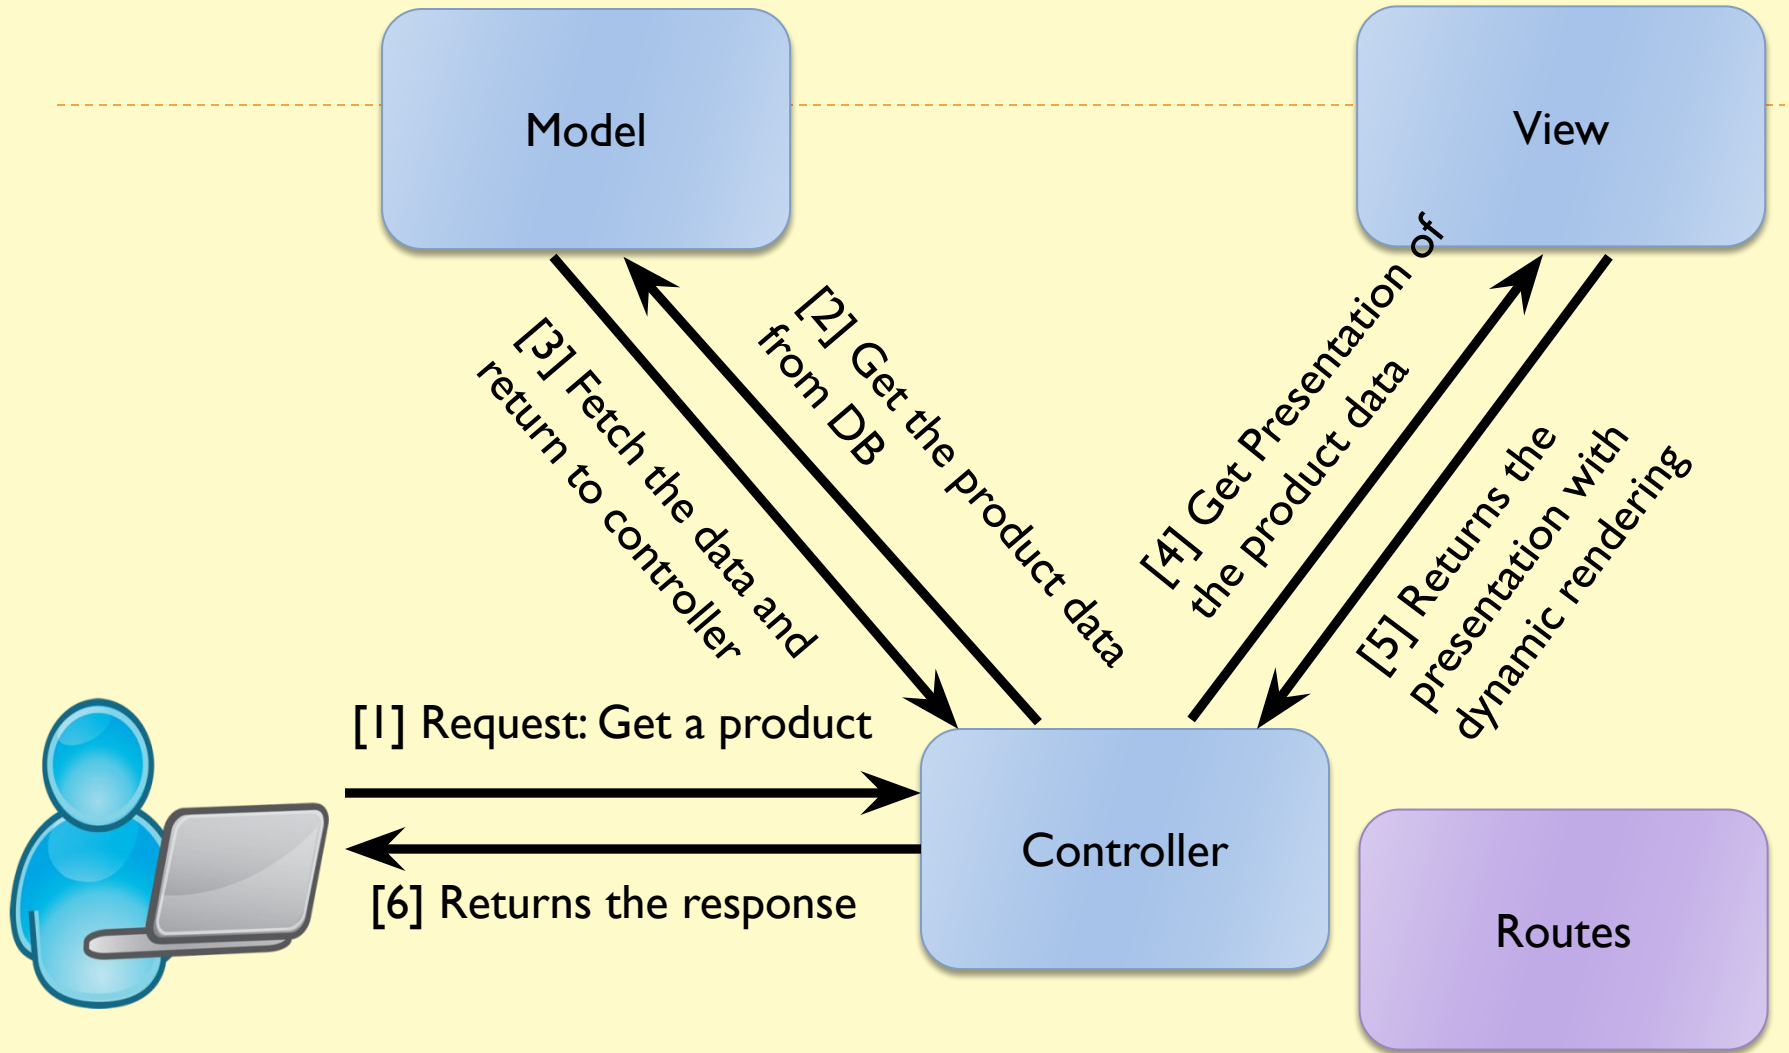 Model
View
[2] Get the product data
from DB
[3] Fetch the data and
return to controller
[4] Get Presentation of
the product data
[5] Returns the
presentation with
dynamic rendering
[1] Request: Get a product
Controller
[6] Returns the response
Routes